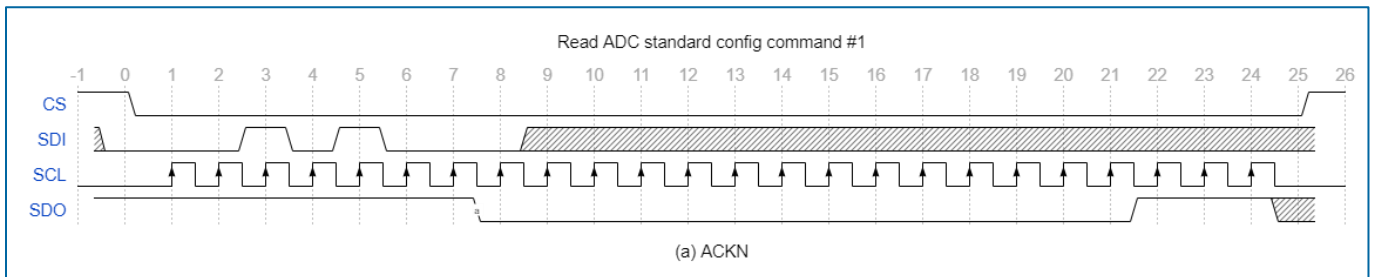 Read ADC standard config command #1
-1 0 1 2 3 4 5 6 7 8 9 10 11 12 13 14 15 16 17 18 19 20 21 22 23 24 25 26
CS
SDI
SCL
SDO
a
(a) ACKN